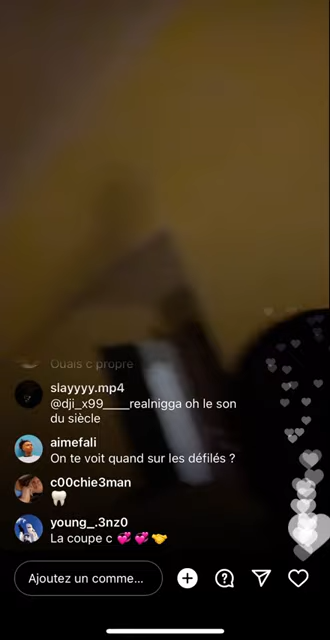 Ouais c propre
slayyyy.mp4
@dji_x99____realnigga oh le son
du siècle
aimefali
On te voit quand sur les défilés ?
c00chie3man
🦷
young_.3nz0
La coupe c 💞💞🤝
Ajoutez un comme...